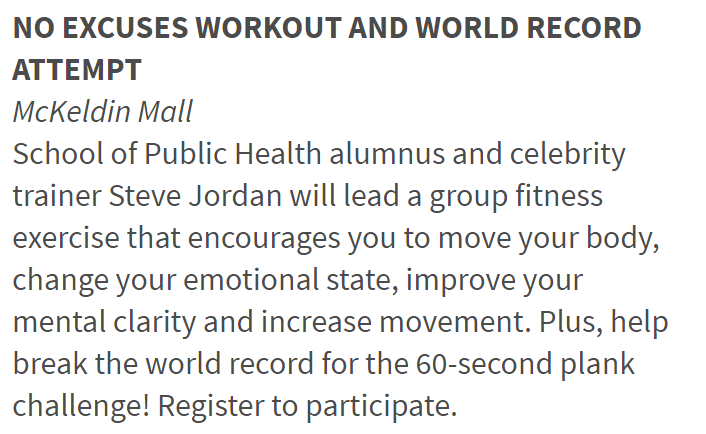 NO EXCUSES WORKOUT AND WORLD RECORD
ATTEMPT
McKeldin Mall
School of Public Health alumnus and celebrity
trainer Steve Jordan will lead a group fitness
exercise that encourages you to move your body,
change your emotional state, improve your
mental clarity and increase movement. Plus, help
break the world record for the 60-second plank
challenge! Register to participate.